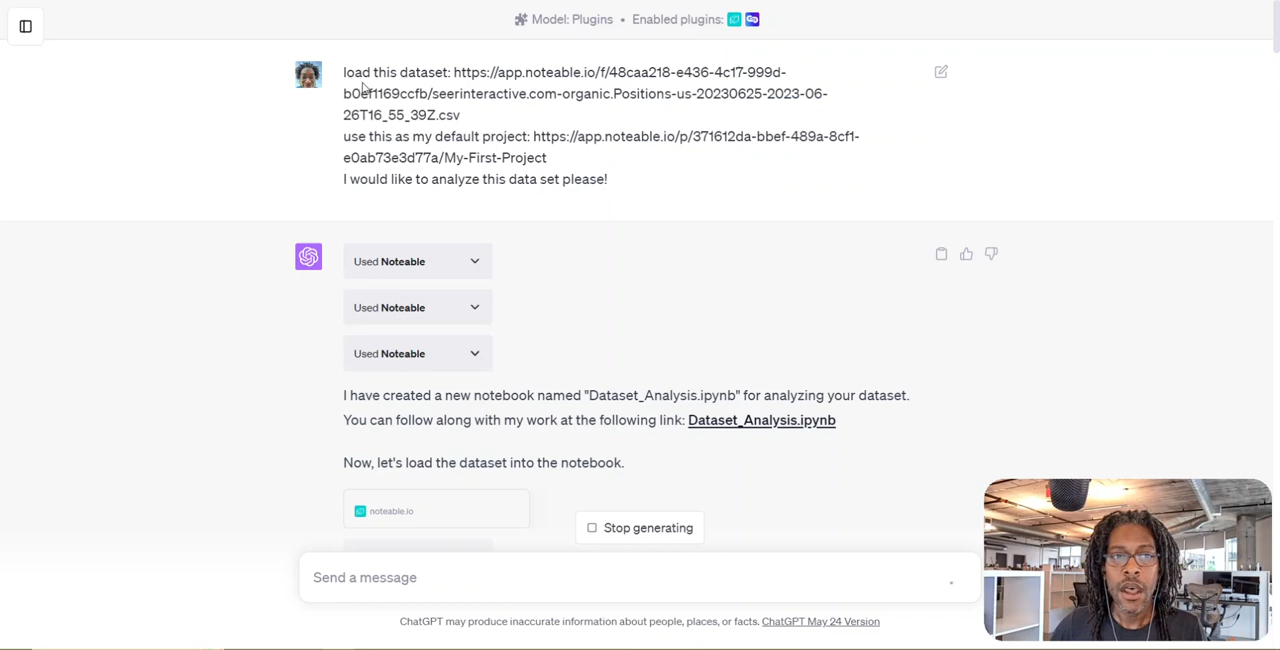 Model: Plugins • Enabled plugins:
load this dataset: https://app.noteable.io/f/48caa218-e436-4c17-999d-
b0ef1169ccfb/seerinteractive.com-organic.Positions-us-20230625-2023-06-
26T16_55_39Z.csv
use this as my default project: https://app.noteable.io/p/371612da-bbef-489a-8cf1-
e0ab73e3d77a/My-First-Project
I would like to analyze this data set please!
Used Noteable
Used Noteable
Used Noteable
I have created a new notebook named "Dataset_Analysis.ipynb" for analyzing your dataset.
You can follow along with my work at the following link: Dataset_Analysis.ipynb
Now, let's load the dataset into the notebook.
noteable.io
Stop generating
Send a message
ChatGPT may produce inaccurate information about people, places, or facts. ChatGPT May 24 Version